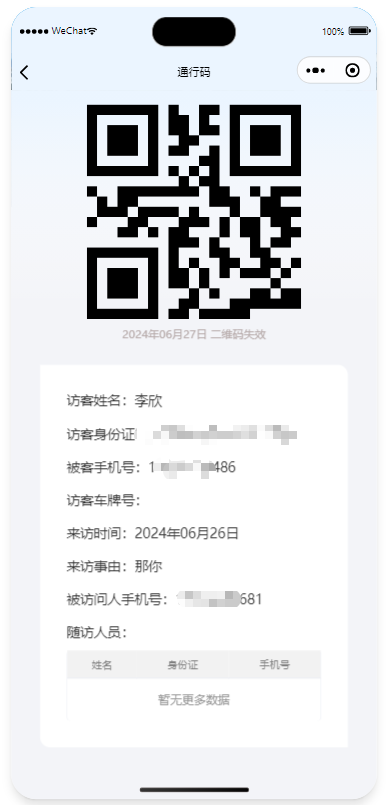 WeChat
100%
通行码
2024年06月27日 二维码失效
访客姓名：李欣
访客身份证
被客手机号：1 486
访客车牌号：
来访时间：2024年06月26日
来访事由：那你
被访问人手机号： 681
随访人员：
姓名 身份证 手机号
暂无更多数据